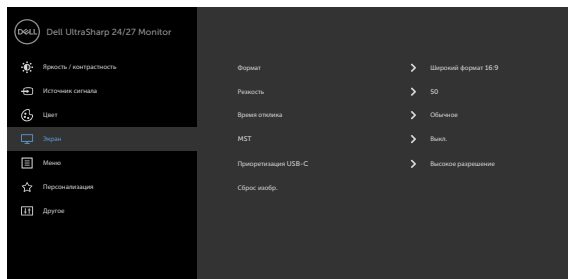 DELL Dell UltraSharp 24/27 Monitor
Яркость / контрастность
Источник сигнала
Цвет
Экран
Меню
Персонализация
Другое
Формат Широкий формат 16:9
Резкость 50
Время отклика Обычное
MST Выкл.
Приоретизация USB-C Высокое разрешение
Сброс изобр.